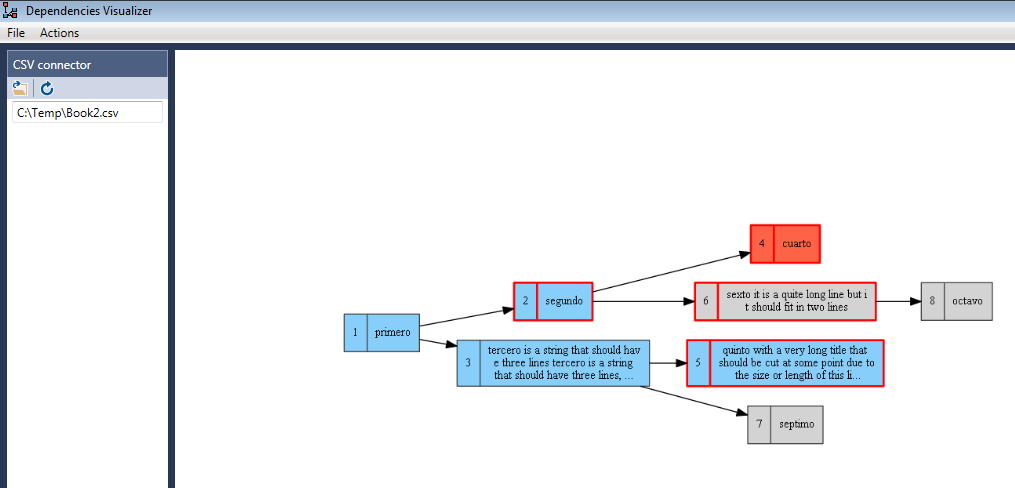 Dependencies Visualizer
File Actions
CSV connector
C:\Temp\Book2.csv
4 cuarto
2 segundo
6 sexto it is a quite long line but i
t should fit in two lines
8 octavo
1 primero
3 tercero is a string that should hav
e three lines tercero is a string
that should have three lines, ...
5 quinto with a very long title that
should be cut at some point due to
the size or length of this li...
7 septimo